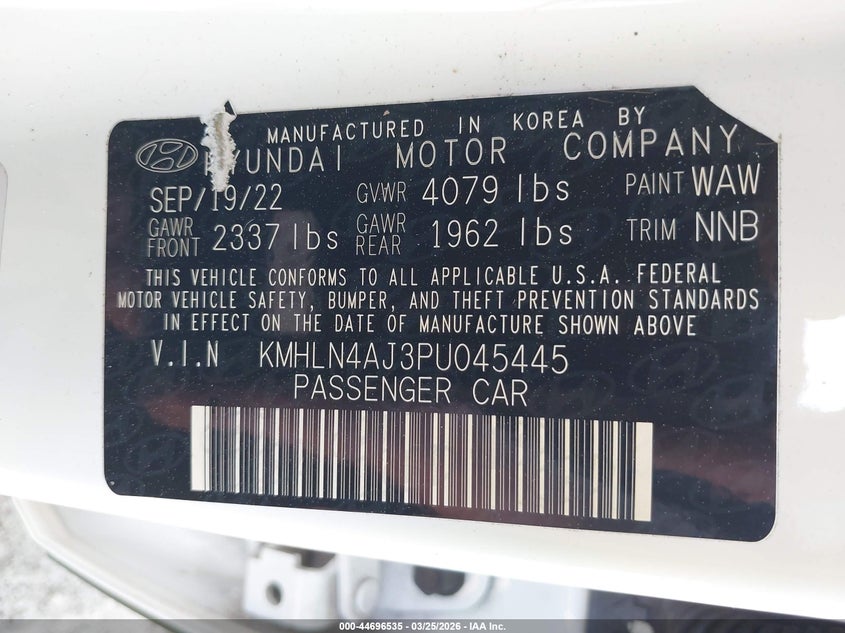 MANUFACTURED IN KOREA BY
HYUNDAI MOTOR COMPANY
SEP/19/22 GVWR 4079 lbs PAINT WAW
GAWR FRONT 2337 lbs GAWR REAR 1962 lbs TRIM NNB
THIS VEHICLE CONFORMS TO ALL APPLICABLE U.S.A. FEDERAL
MOTOR VEHICLE SAFETY, BUMPER, AND THEFT PREVENTION STANDARDS
IN EFFECT ON THE DATE OF MANUFACTURE SHOWN ABOVE
V.I.N KMHLN4AJ3PU045445
PASSENGER CAR
000-44696535 - 03/25/2026 - IAA Inc.